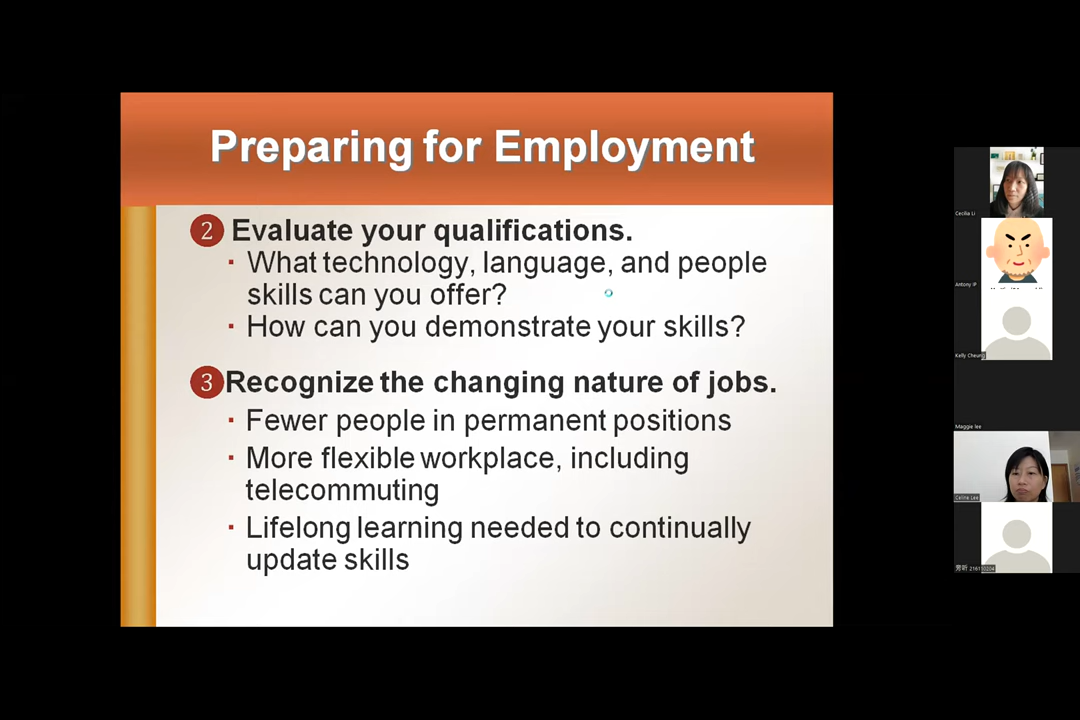 Preparing for Employment
2 Evaluate your qualifications.
▪ What technology, language, and people
skills can you offer?
▪ How can you demonstrate your skills?
3 Recognize the changing nature of jobs.
▪ Fewer people in permanent positions
▪ More flexible workplace, including
telecommuting
▪ Lifelong learning needed to continually
update skills
Cecilia Li
Antony IP
Kelly Cheung
Maggie lee
Celine Lee